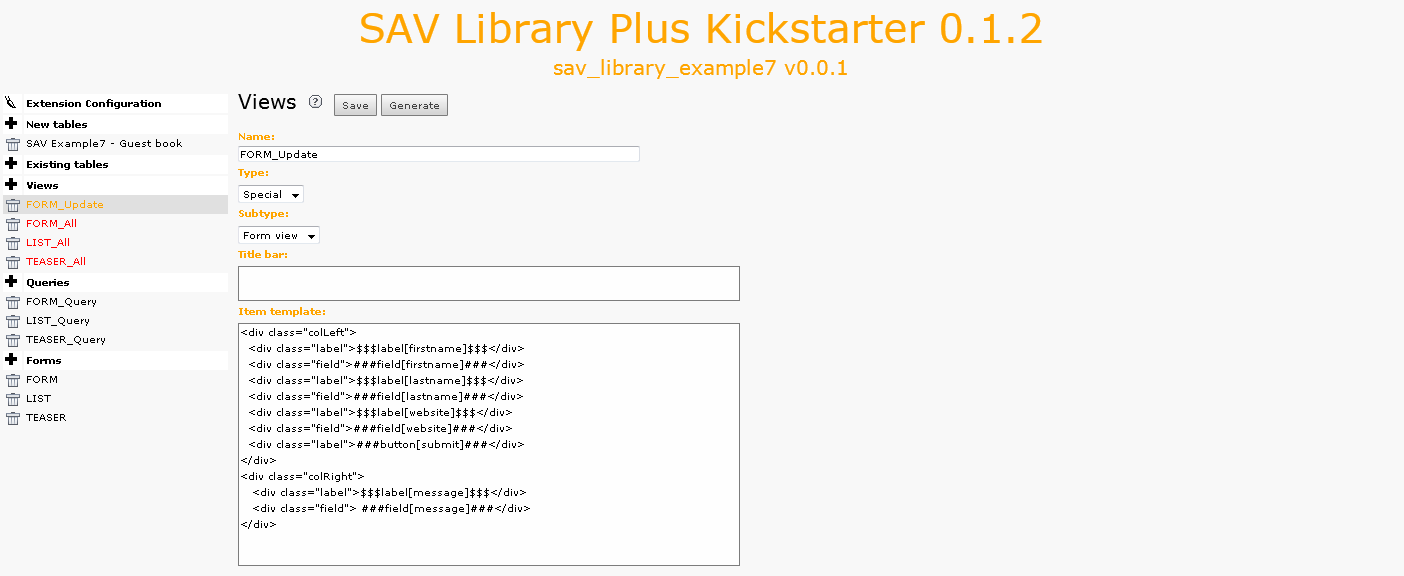 SAV Library Plus Kickstarter 0.1.2
sav_library_example7 v0.0.1
Extension Configuration
New tables
SAV Example7 - Guest book
Existing tables
Views
FORM_Update
FORM_All
LIST_All
TEASER_All
Queries
FORM_Query
LIST_Query
TEASER_Query
Forms
FORM
LIST
TEASER
Views ? Save Generate
Name:
FORM_Update
Type:
Special
Subtype:
Form view
Title bar:
Item template:
<div class="colLeft">
  <div class="label">$$$label[firstname]$$$</div>
  <div class="field">###field[firstname]###</div>
  <div class="label">$$$label[lastname]$$$</div>
  <div class="field">###field[lastname]###</div>
  <div class="label">$$$label[website]$$$</div>
  <div class="field">###field[website]###</div>
  <div class="label">###button[submit]###</div>
</div>
<div class="colRight">
   <div class="label">$$$label[message]$$$</div>
   <div class="field"> ###field[message]###</div>
</div>